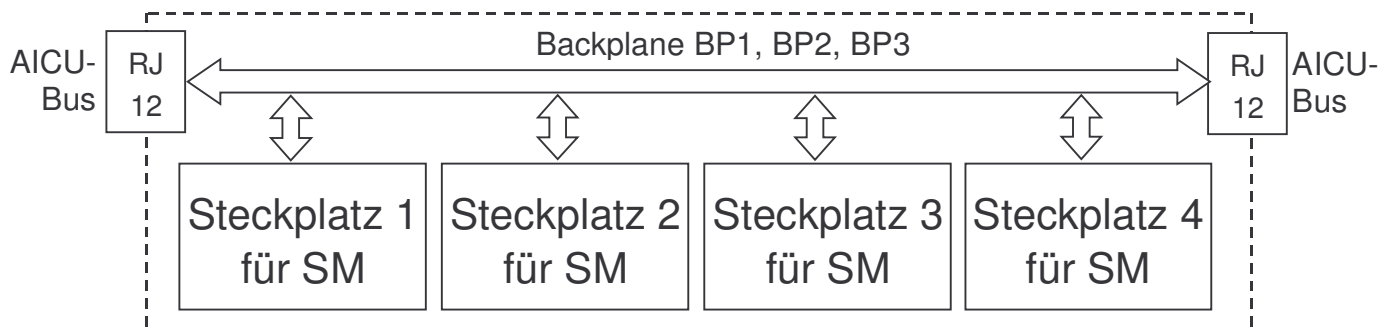 Backplane BP1, BP2, BP3
AICU-
Bus
RJ
12
RJ
12
AICU-
Bus
Steckplatz 1
für SM
Steckplatz 2
für SM
Steckplatz 3
für SM
Steckplatz 4
für SM